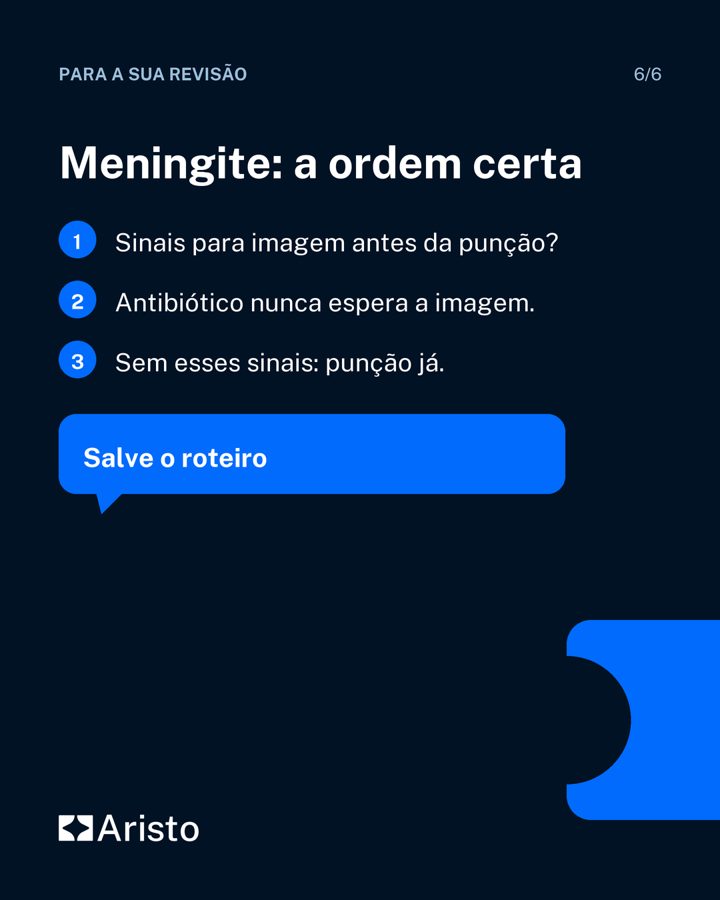 PARA A SUA REVISÃO
6/6
Meningite: a ordem certa
1 Sinais para imagem antes da punção?
2 Antibiótico nunca espera a imagem.
3 Sem esses sinais: punção já.
Salve o roteiro
Aristo